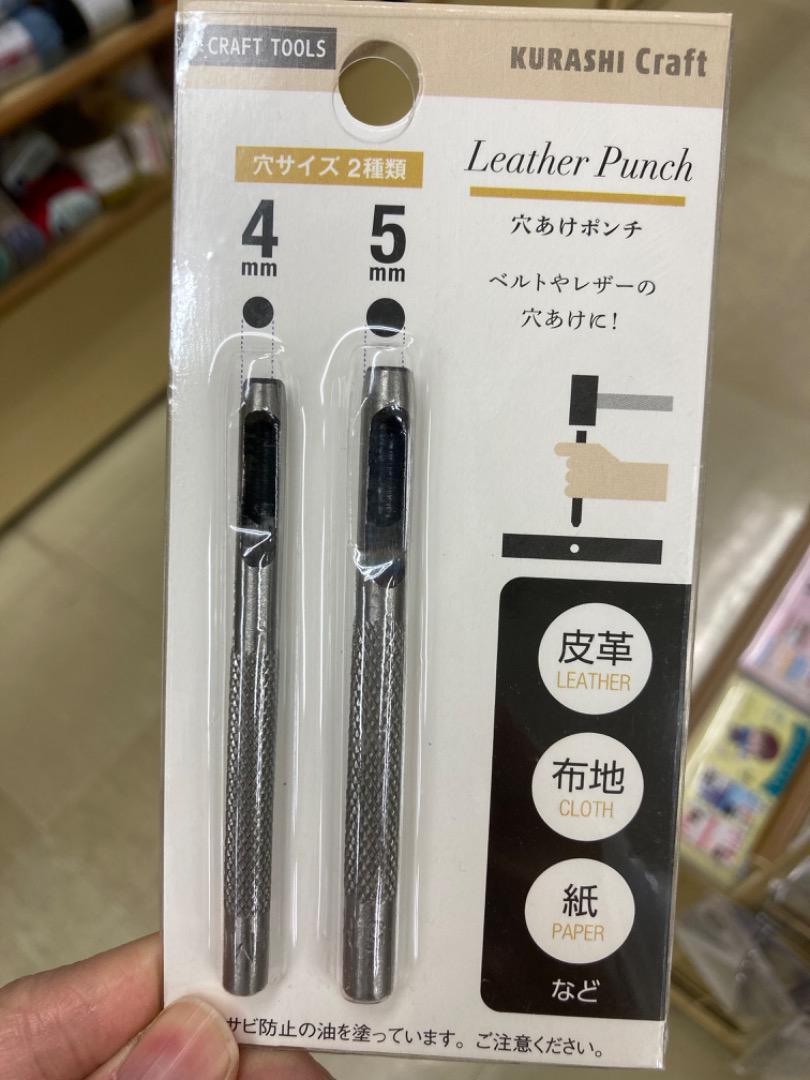 CRAFT TOOLS
KURASHI Craft
穴サイズ 2種類
4
mm
5
mm
Leather Punch
穴あけポンチ
ベルトやレザーの
穴あけに!
皮革
LEATHER
布地
CLOTH
紙
PAPER
など
サビ防止の油を塗っています。ご注意ください。